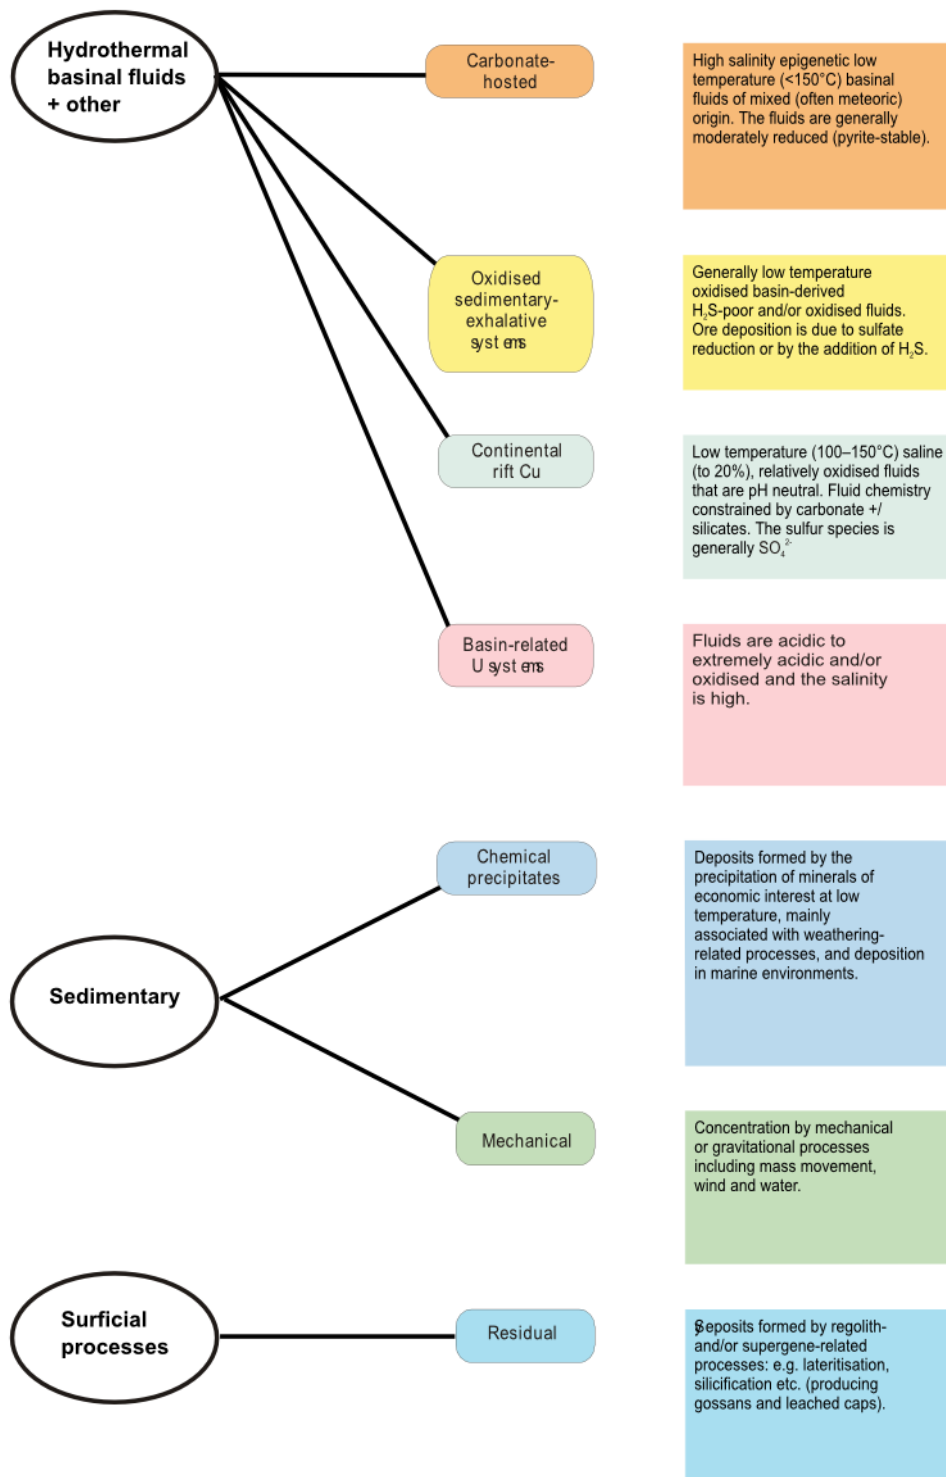 Hydrothermal
basinal fluids
+ other
Carbonate-
hosted
High salinity epigenetic low
temperature (<150°C) basinal
fluids of mixed (often meteoric)
origin. The fluids are generally
moderately reduced (pyrite-stable).
Oxidised
sedimentary-
exhalative
systems
Generally low temperature
oxidised basin-derived
H₂S-poor and/or oxidised fluids.
Ore deposition is due to sulfate
reduction or by the addition of H₂S.
Continental
rift Cu
Low temperature (100–150°C) saline
(to 20%), relatively oxidised fluids
that are pH neutral. Fluid chemistry
constrained by carbonate +/
silicates. The sulfur species is
generally SO₄²⁻
Basin-related
U systems
Fluids are acidic to
extremely acidic and/or
oxidised and the salinity
is high.
Sedimentary
Chemical
precipitates
Deposits formed by the
precipitation of minerals of
economic interest at low
temperature, mainly
associated with weathering-
related processes, and deposition
in marine environments.
Mechanical
Concentration by mechanical
or gravitational processes
including mass movement,
wind and water.
Surficial
processes
Residual
formed by regolith-
and/or supergene-related
processes: e.g. lateritisation,
silicification etc. (producing
gossans and leached caps).